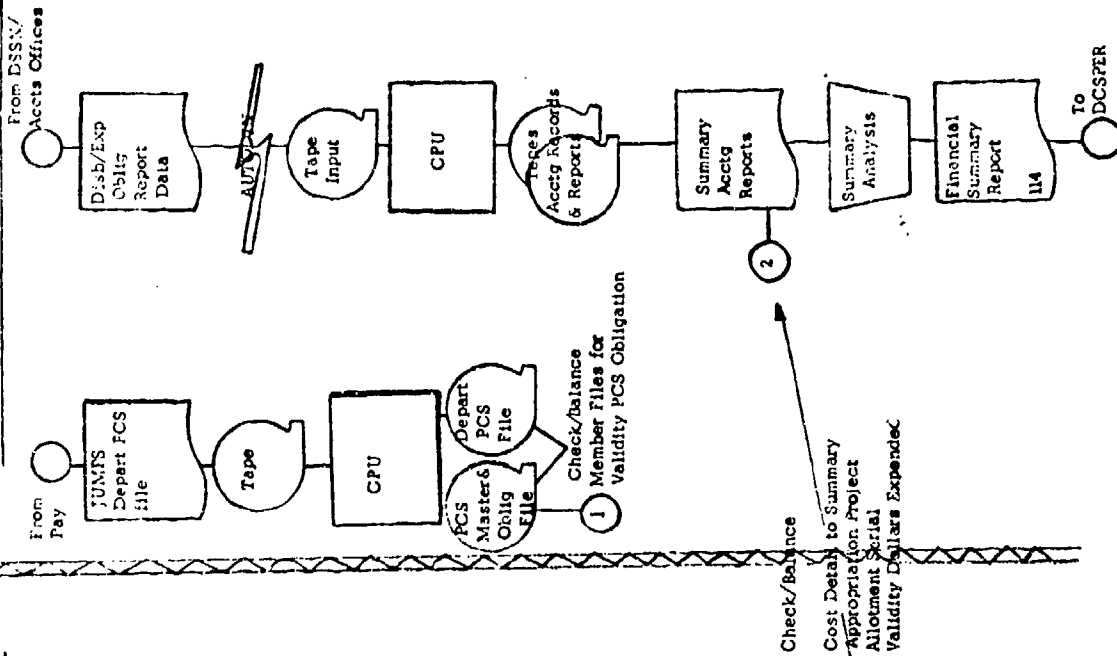 From
Pay
JUMPS
Depart PCS
file
Tape
CPU
PCS
Master &
Oblig
File
Depart
PCS
File
Check/Balance
Member Files for
Validity PCS Obligation
1
From DSSN/
Accts Offices
Disb/Exp
Oblig
Report
Data
Tape
Input
CPU
Tapes
Acctg Records
& Reports
Summary
Acctg
Reports
2
Summary
Analysis
Financial
Summary
Report
114
To
DCSPER
Check/Balance
Cost Detail to Summary
Appropriation Project
Allotment Serial
Validity Dollars Expended